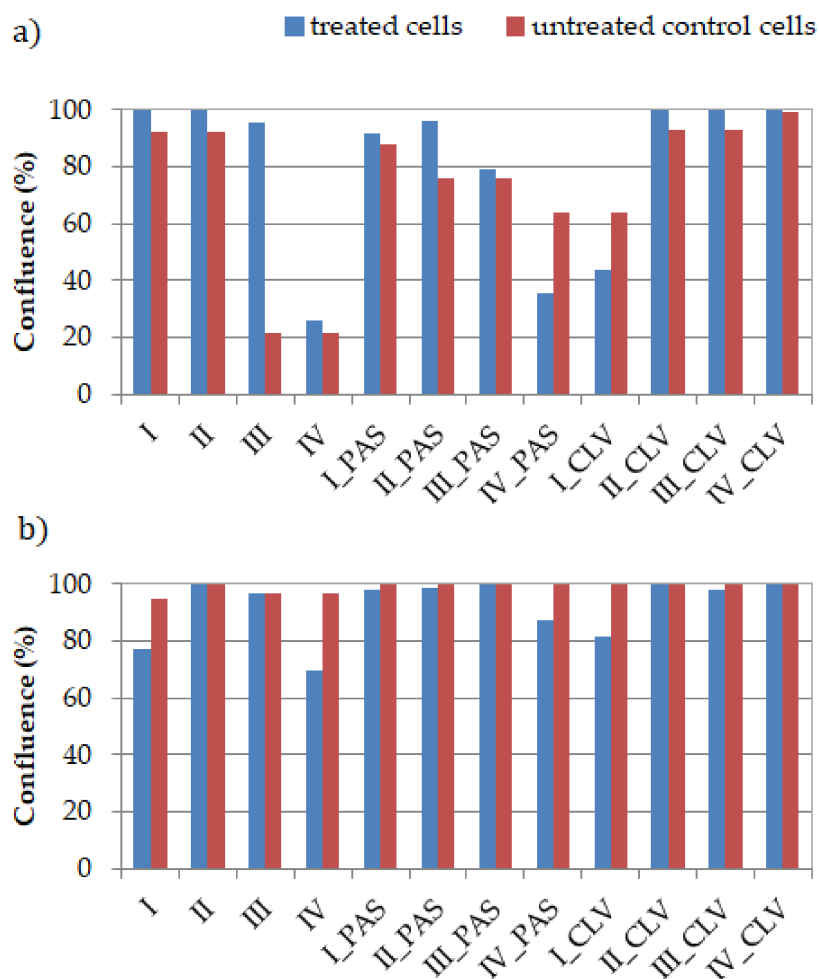 a)
treated cells
untreated control cells
Confluence (%)
100
80
60
40
20
0
I
II
III
IV
I_PAS
II_PAS
III_PAS
IV_PAS
I_CLV
II_CLV
III_CLV
IV_CLV
b)
Confluence (%)
100
80
60
40
20
0
I
II
III
IV
I_PAS
II_PAS
III_PAS
IV_PAS
I_CLV
II_CLV
III_CLV
IV_CLV